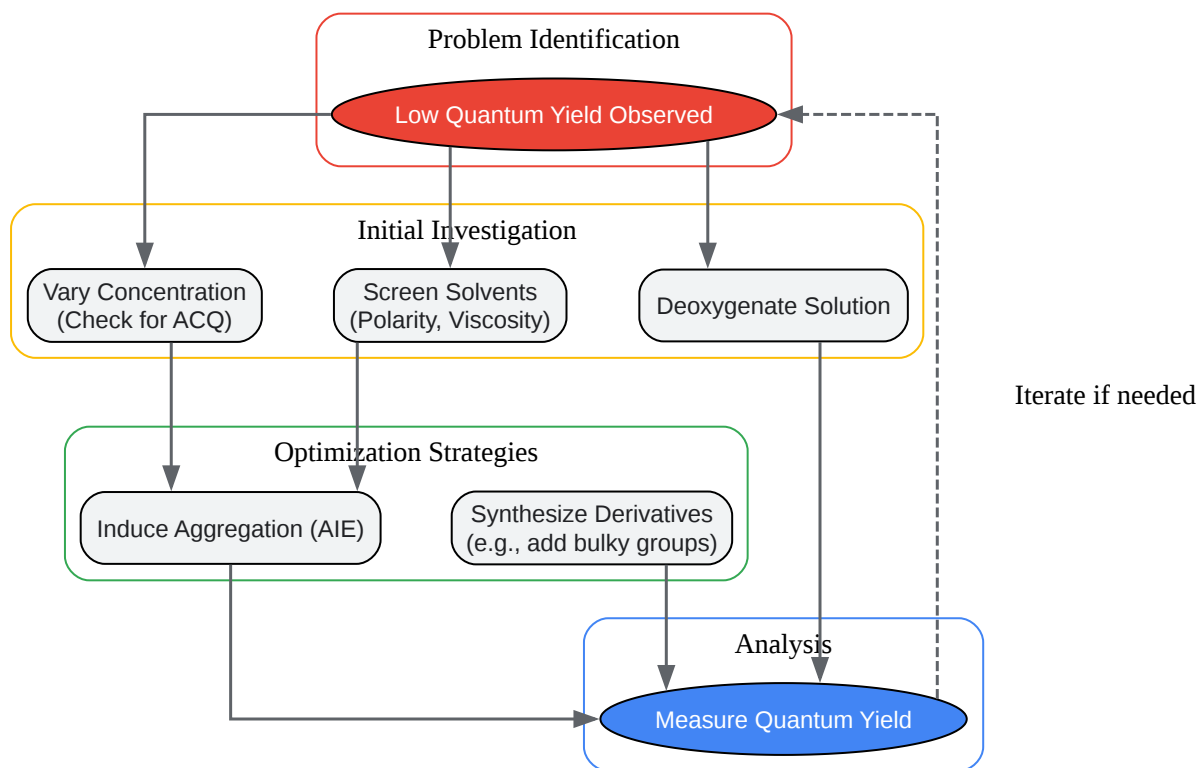 Problem Identification
Low Quantum Yield Observed
Initial Investigation
Vary Concentration
(Check for ACQ)
Screen Solvents
(Polarity, Viscosity)
Deoxygenate Solution
Iterate if needed
Optimization Strategies
Induce Aggregation (AIE)
Synthesize Derivatives
(e.g., add bulky groups)
Analysis
Measure Quantum Yield